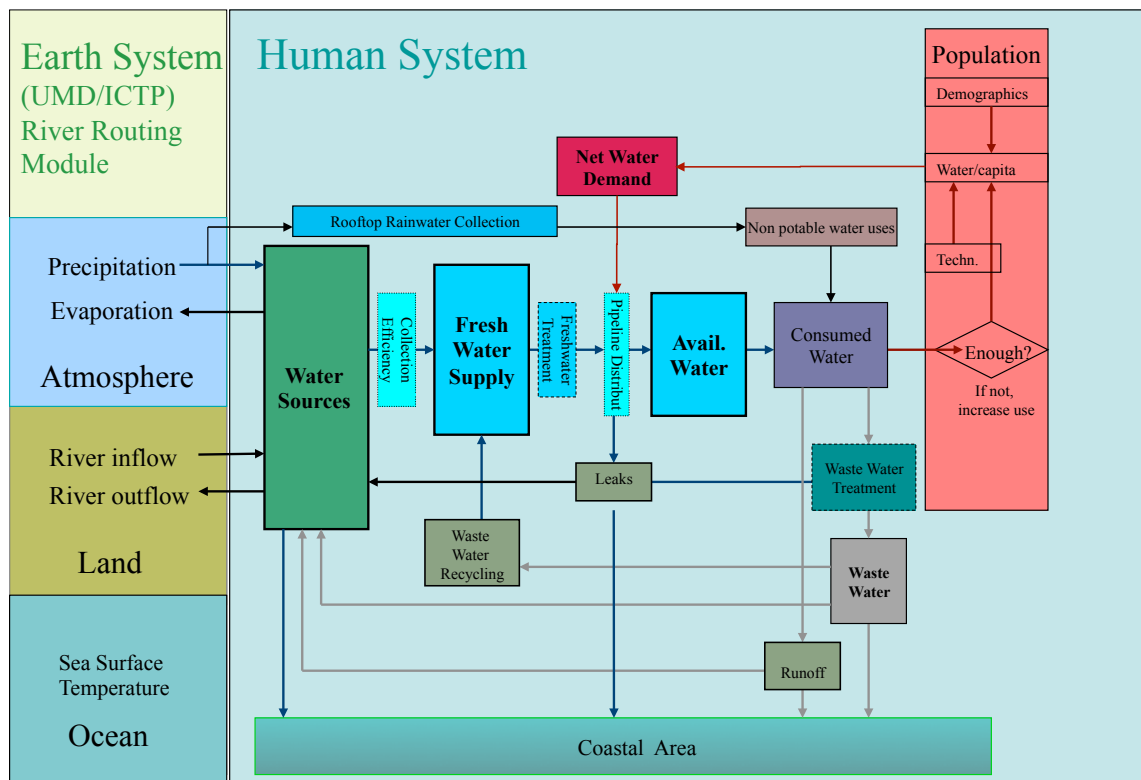 Earth System
(UMD/ICTP)
River Routing
Module
Human System
Population
Demographics
Water/capita
Techn.
Enough?
If not,
increase use
Net Water
Demand
Rooftop Rainwater Collection
Non potable water uses
Precipitation
Evaporation
Atmosphere
Water
Sources
Collection
Efficiency
Fresh
Water
Supply
Freshwater
Treatment
Pipeline Distribut
Avail.
Water
Consumed
Water
River inflow
River outflow
Land
Leaks
Waste Water
Treatment
Waste
Water
Recycling
Waste
Water
Runoff
Sea Surface
Temperature
Ocean
Coastal Area